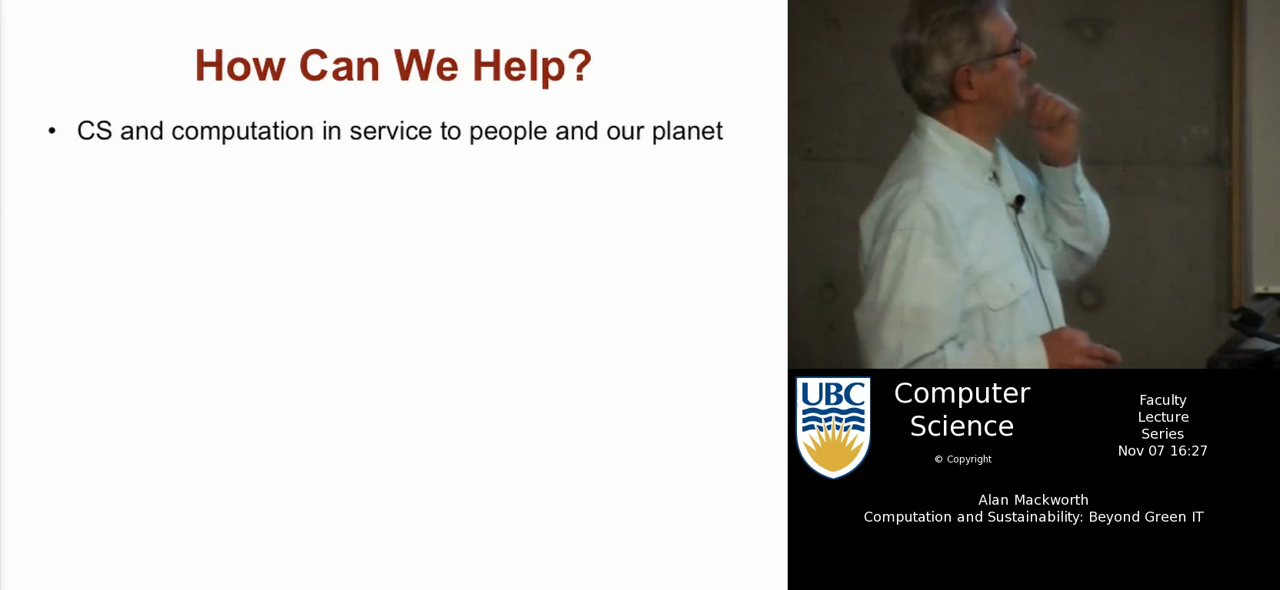 How Can We Help?
• CS and computation in service to people and our planet
UBC
Computer
Science
© Copyright
Faculty
Lecture
Series
Nov 07 16:27
Alan Mackworth
Computation and Sustainability: Beyond Green IT